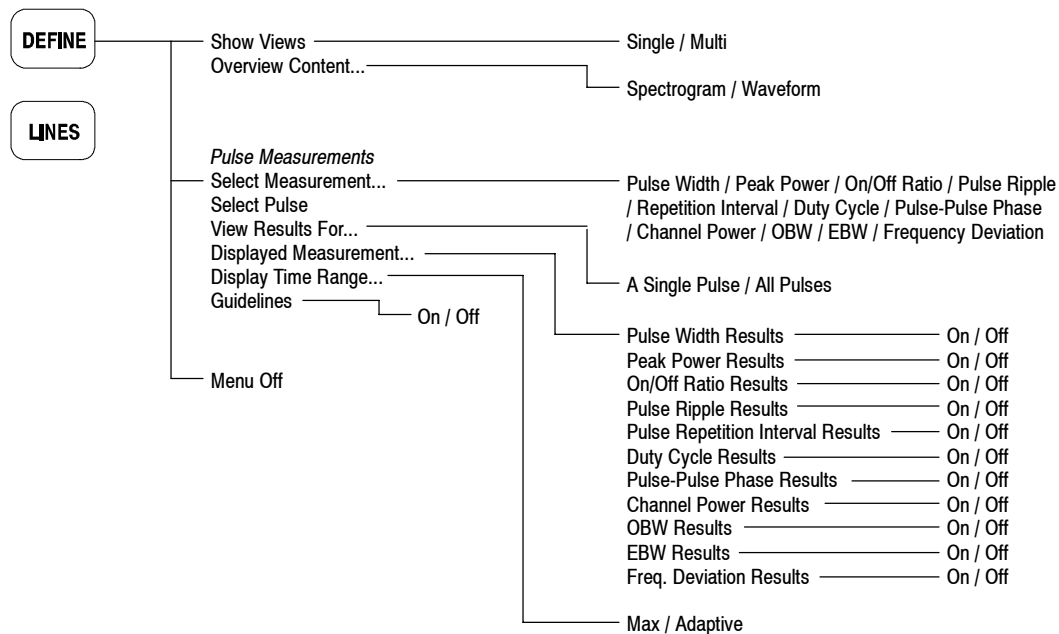 DEFINE
Show Views
Single / Multi
Overview Content...
Spectrogram / Waveform
LINES
Pulse Measurements
Select Measurement...
Pulse Width / Peak Power / On/Off Ratio / Pulse Ripple
/ Repetition Interval / Duty Cycle / Pulse-Pulse Phase
/ Channel Power / OBW / EBW / Frequency Deviation
Select Pulse
View Results For...
A Single Pulse / All Pulses
Displayed Measurement...
Display Time Range...
Guidelines
On / Off
Pulse Width Results On / Off
Peak Power Results On / Off
On/Off Ratio Results On / Off
Pulse Ripple Results On / Off
Pulse Repetition Interval Results On / Off
Duty Cycle Results On / Off
Pulse-Pulse Phase Results On / Off
Channel Power Results On / Off
OBW Results On / Off
EBW Results On / Off
Freq. Deviation Results On / Off
Max / Adaptive
Menu Off